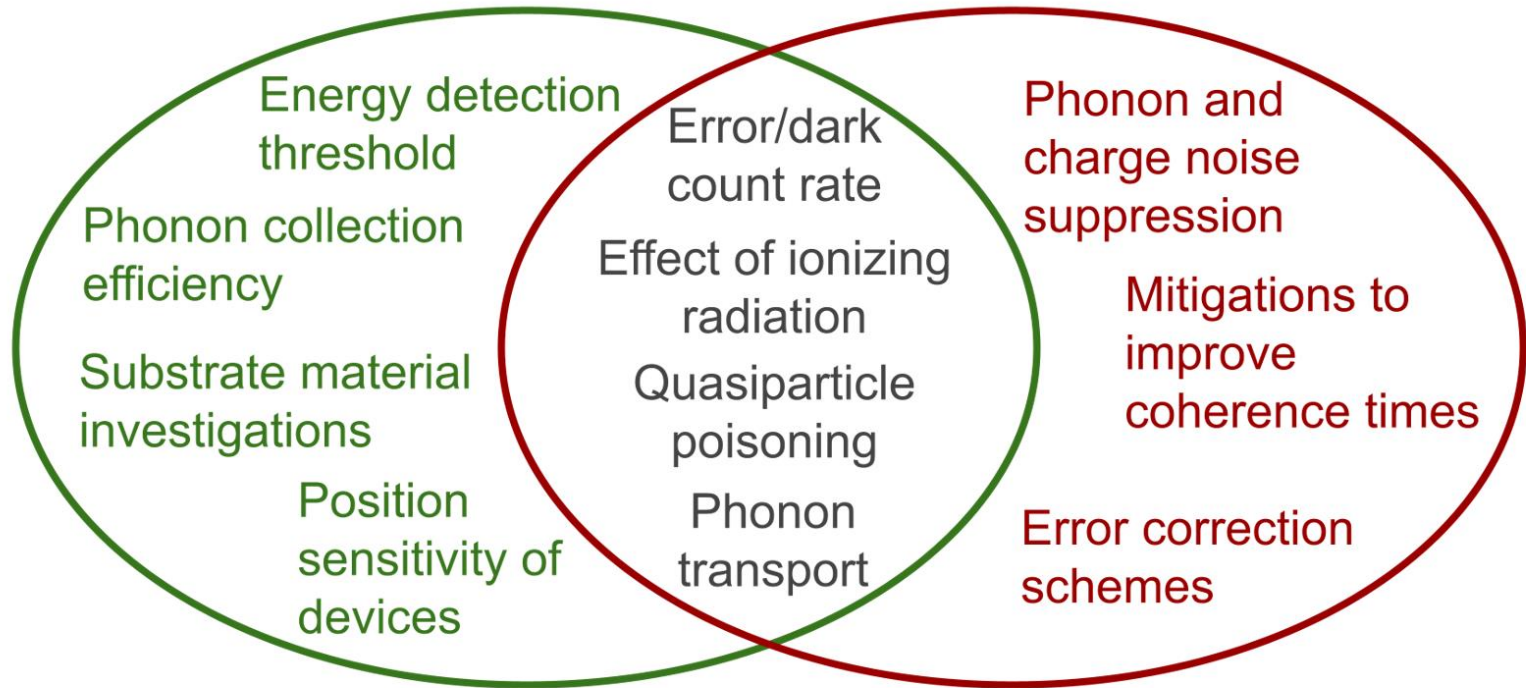 Energy detection
threshold
Phonon collection
efficiency
Substrate material
investigations
Position
sensitivity of
devices
Error/dark
count rate
Effect of ionizing
radiation
Quasiparticle
poisoning
Phonon
transport
Phonon and
charge noise
suppression
Mitigations to
improve
coherence times
Error correction
schemes